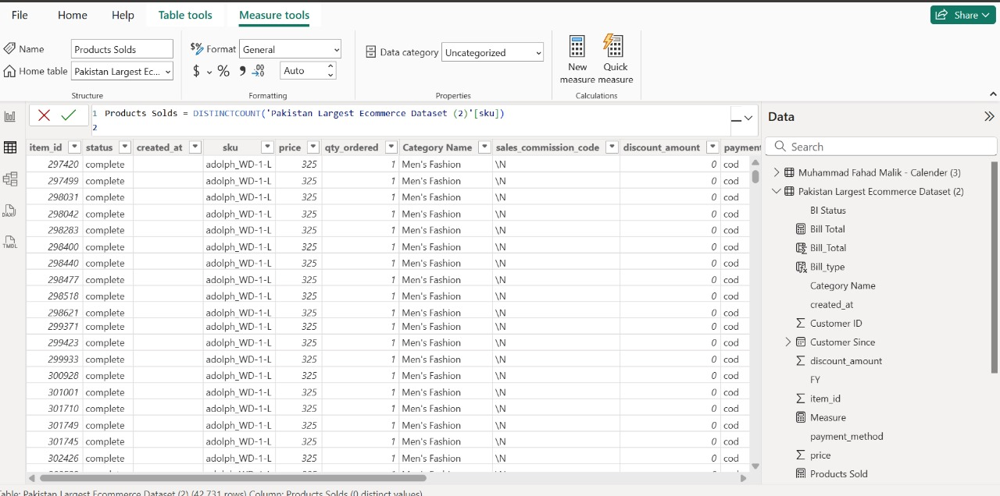 File Home Help Table tools Measure tools Share
Name Products Solds
Home table Pakistan Largest Ec...
Structure
$% Format General
$ % 9 .00 Auto
Formatting
Data category Uncategorized
Properties
New measure
Quick measure
Calculations
1 Products Solds = DISTINCTCOUNT('Pakistan Largest Ecommerce Dataset (2)'[sku])
2
item_id status created_at sku price qty_ordered Category Name sales_commission_code discount_amount payment
297420 complete adolph_WD-1-L 325 1 Men's Fashion \N 0 cod
297499 complete adolph_WD-1-L 325 1 Men's Fashion \N 0 cod
298031 complete adolph_WD-1-L 325 1 Men's Fashion \N 0 cod
298042 complete adolph_WD-1-L 325 1 Men's Fashion \N 0 cod
298283 complete adolph_WD-1-L 325 1 Men's Fashion \N 0 cod
298400 complete adolph_WD-1-L 325 1 Men's Fashion \N 0 cod
298440 complete adolph_WD-1-L 325 1 Men's Fashion \N 0 cod
298477 complete adolph_WD-1-L 325 1 Men's Fashion \N 0 cod
298518 complete adolph_WD-1-L 325 1 Men's Fashion \N 0 cod
298621 complete adolph_WD-1-L 325 1 Men's Fashion \N 0 cod
299371 complete adolph_WD-1-L 325 1 Men's Fashion \N 0 cod
299423 complete adolph_WD-1-L 325 1 Men's Fashion \N 0 cod
299933 complete adolph_WD-1-L 325 1 Men's Fashion \N 0 cod
300928 complete adolph_WD-1-L 325 1 Men's Fashion \N 0 cod
301001 complete adolph_WD-1-L 325 1 Men's Fashion \N 0 cod
301710 complete adolph_WD-1-L 325 1 Men's Fashion \N 0 cod
301749 complete adolph_WD-1-L 325 1 Men's Fashion \N 0 cod
301745 complete adolph_WD-1-L 325 1 Men's Fashion \N 0 cod
302426 complete adolph_WD-1-L 325 1 Men's Fashion \N 0 cod
DAX
TMDL
Data
Search
Muhammad Fahad Malik - Calender (3)
Pakistan Largest Ecommerce Dataset (2)
BI Status
Bill Total
Bill_Total
Bill_type
Category Name
created_at
Customer ID
Customer Since
discount_amount
FY
item_id
Measure
payment_method
price
Products Sold
Table: Pakistan Largest Ecommerce Dataset (2) (42,731 rows) Column: Products Solds (0 distinct values)